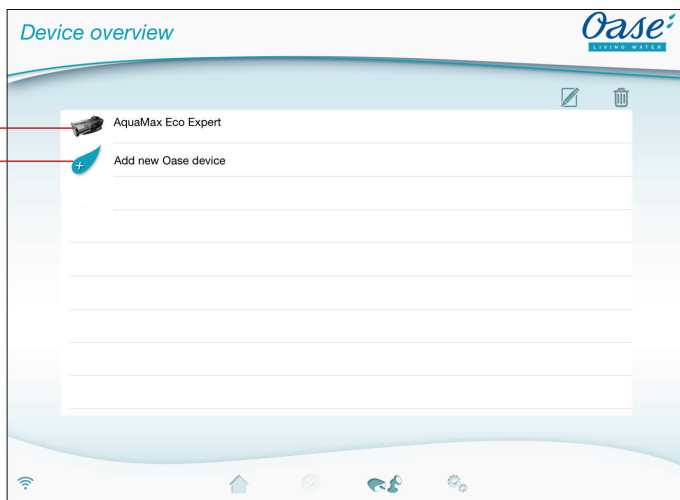 Device overview
Oase
LIVING WATER
AquaMax Eco Expert
Add new Oase device